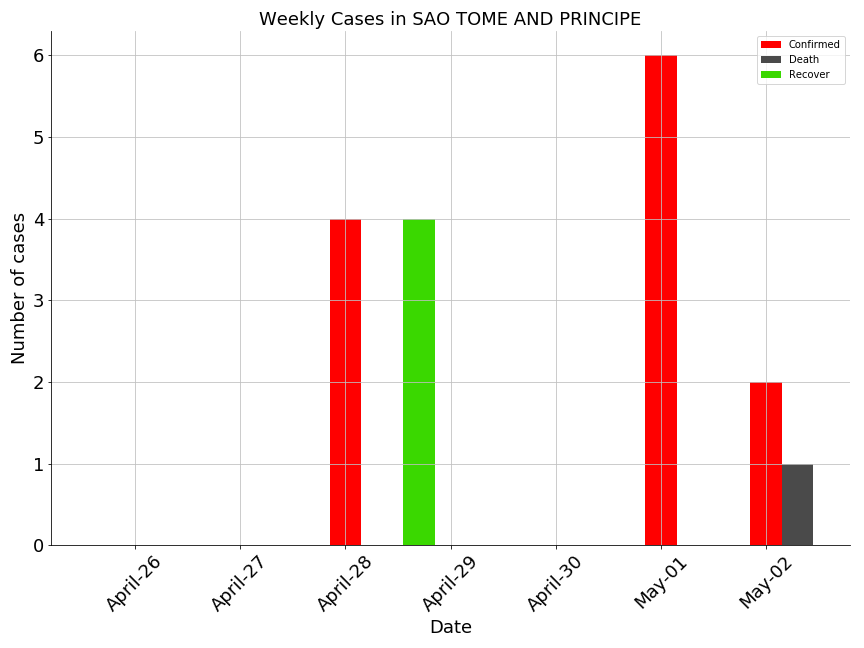 Weekly Cases in SAO TOME AND PRINCIPE
Confirmed
Death
Recover
Number of cases
6
5
4
3
2
1
0
April-26
April-27
April-28
April-29
April-30
May-01
May-02
Date